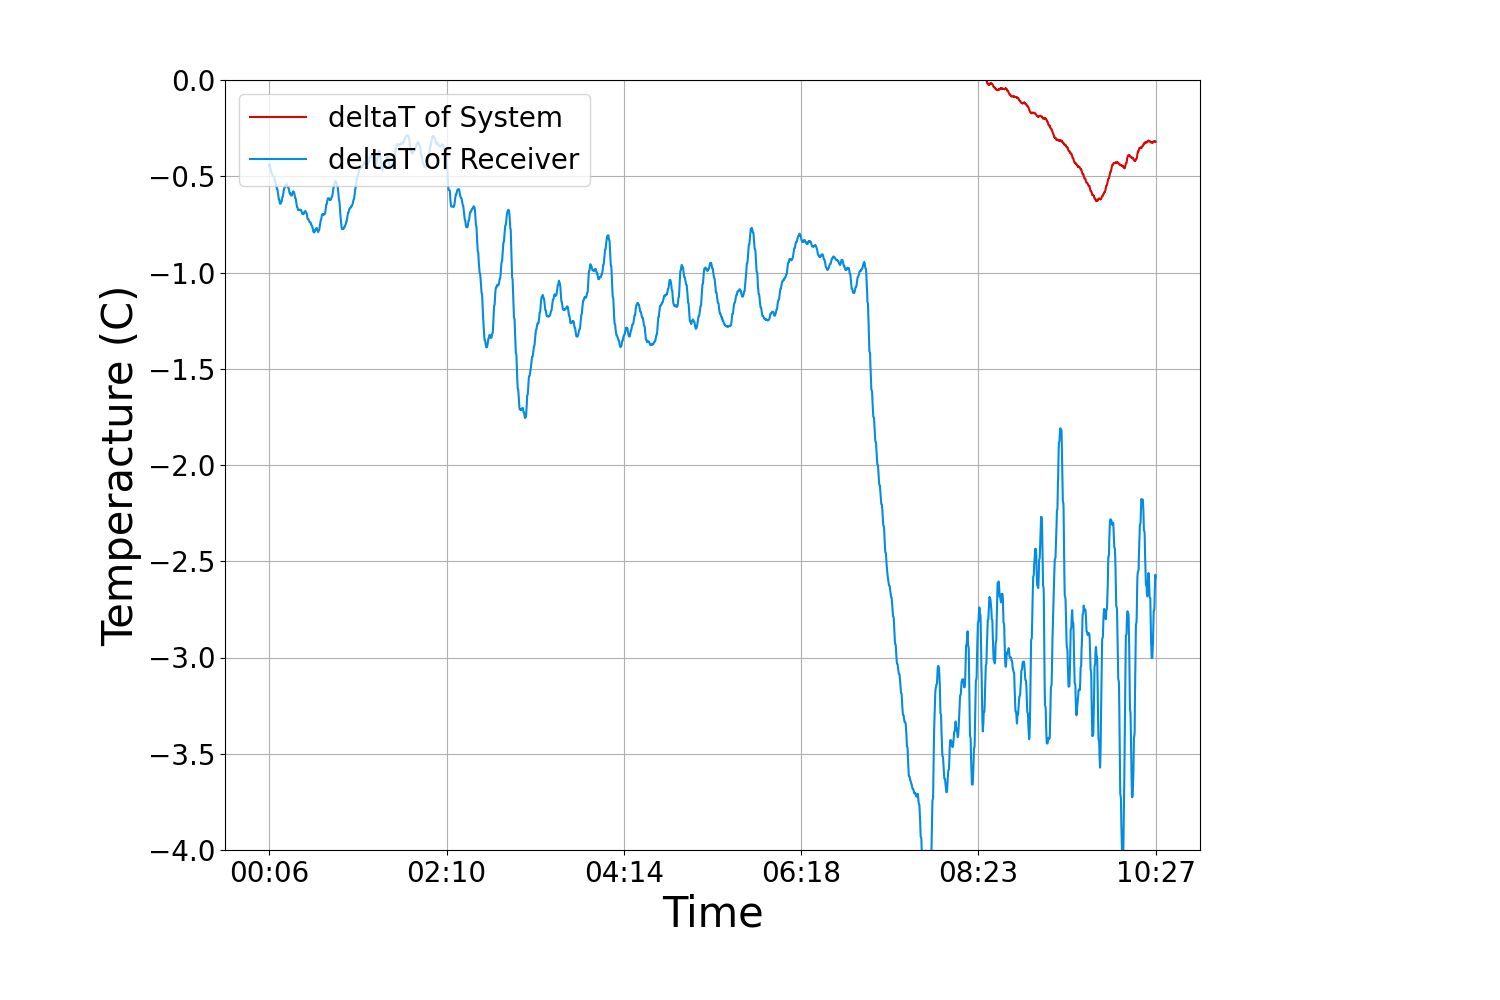 0.0
−0.5
−1.0
−1.5
−2.0
−2.5
−3.0
−3.5
−4.0
Temperacture (C)
deltaT of System
deltaT of Receiver
00:06 02:10 04:14 06:18 08:23 10:27
Time